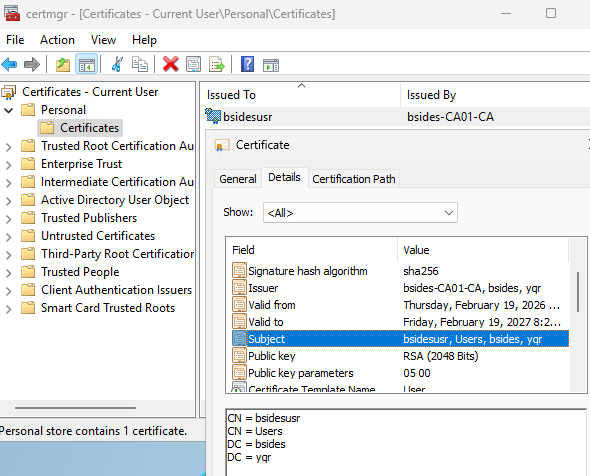 certmgr - [Certificates - Current User\Personal\Certificates]
File Action View Help
Certificates - Current User
Personal
Certificates
Trusted Root Certification Au
Enterprise Trust
Intermediate Certification Au
Active Directory User Object
Trusted Publishers
Untrusted Certificates
Third-Party Root Certification
Trusted People
Client Authentication Issuers
Smart Card Trusted Roots
Personal store contains 1 certificate.
Issued To Issued By
bsidesusr bsides-CA01-CA
Certificate
General Details Certification Path
Show: <All>
Field Value
Signature hash algorithm sha256
Issuer bsides-CA01-CA, bsides, yqr
Valid from Thursday, February 19, 2026 ...
Valid to Friday, February 19, 2027 8:2...
Subject bsidesusr, Users, bsides, yqr
Public key RSA (2048 Bits)
Public key parameters 05 00
Certificate Template Name User
CN = bsidesusr
CN = Users
DC = bsides
DC = yqr